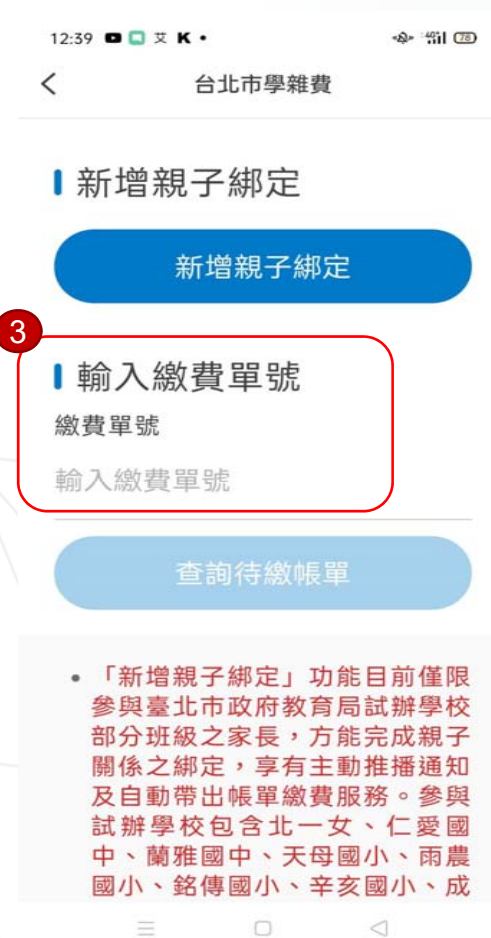 12:39 艾 K • 4G 78
台北市學雜費
新增親子綁定
新增親子綁定
3
輸入繳費單號
繳費單號
輸入繳費單號
查詢待繳帳單
• 「新增親子綁定」功能目前僅限
參與臺北市政府教育局試辦學校
部分班級之家長，方能完成親子
關係之綁定，享有主動推播通知
及自動帶出帳單繳費服務。參與
試辦學校包含北一女、仁愛國
中、蘭雅國中、天母國小、雨農
國小、銘傳國小、辛亥國小、成